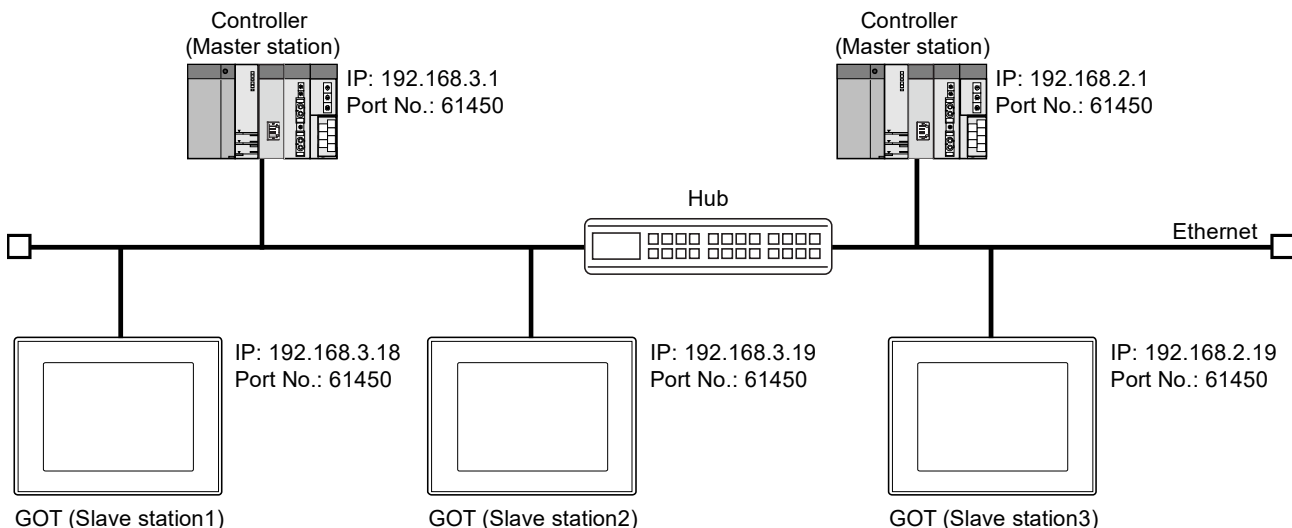 Controller
(Master station)
IP: 192.168.3.1
Port No.: 61450
Controller
(Master station)
IP: 192.168.2.1
Port No.: 61450
Hub
Ethernet
IP: 192.168.3.18
Port No.: 61450
GOT (Slave station1)
IP: 192.168.3.19
Port No.: 61450
GOT (Slave station2)
IP: 192.168.2.19
Port No.: 61450
GOT (Slave station3)